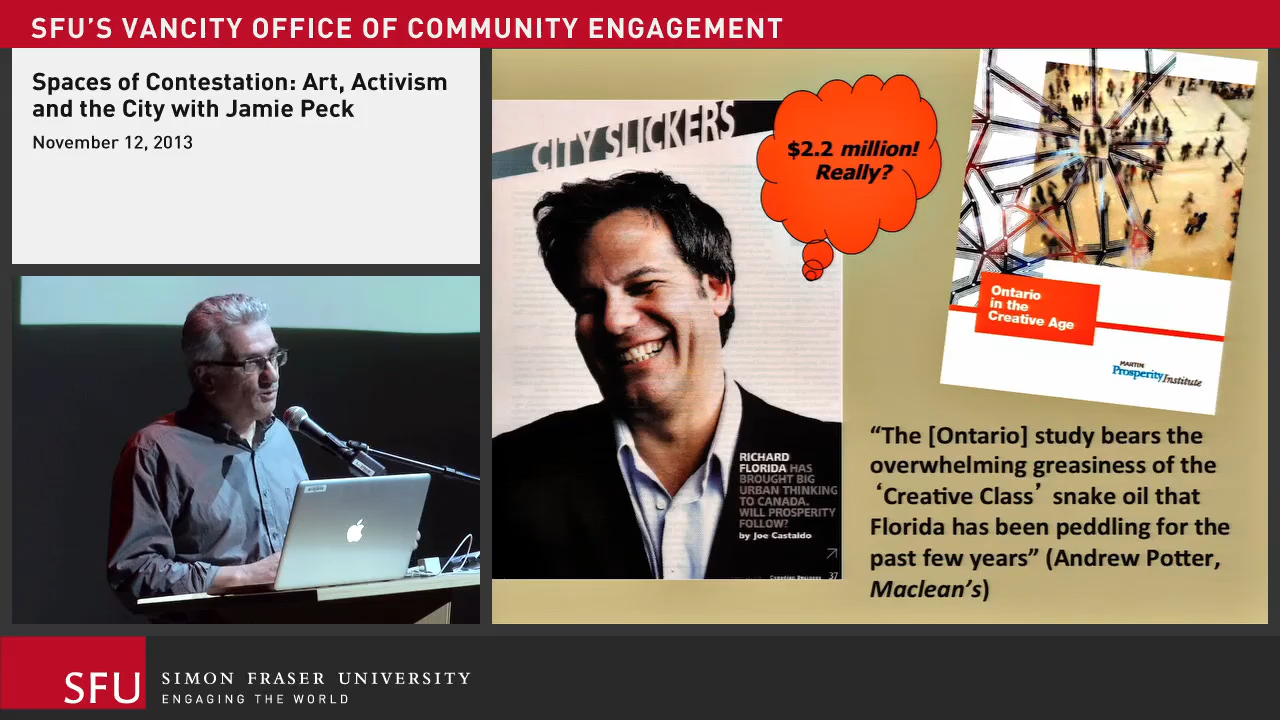 SFU'S VANCITY OFFICE OF COMMUNITY ENGAGEMENT
Spaces of Contestation: Art, Activism
and the City with Jamie Peck
November 12, 2013
CITY SLICKERS
$2.2 million!
Really?
RICHARD
FLORIDA HAS
BROUGHT BIG
URBAN THINKING
TO CANADA.
WILL PROSPERITY
FOLLOW?
by Joe Castaldo
Canadian Business 37
Ontario
in the
Creative Age
MARTIN
Prosperity Institute
“The [Ontario] study bears the
overwhelming greasiness of the
‘Creative Class’ snake oil that
Florida has been peddling for the
past few years” (Andrew Potter,
Maclean’s)
SFU
SIMON FRASER UNIVERSITY
ENGAGING THE WORLD